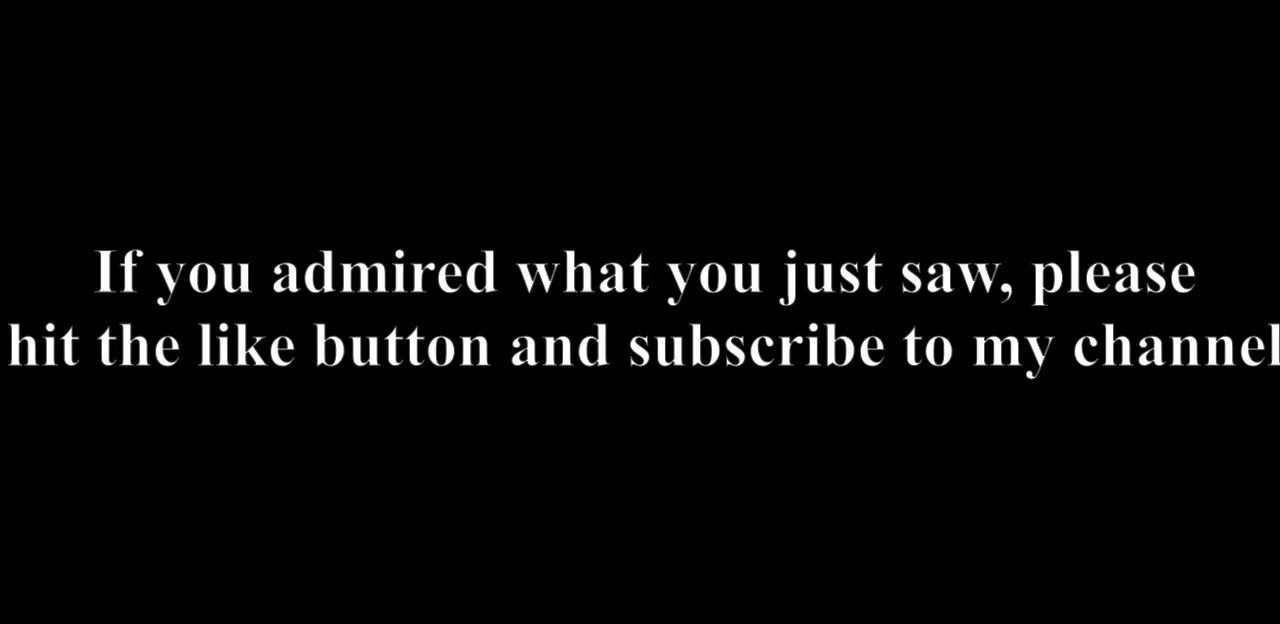 If you admired what you just saw, please
hit the like button and subscribe to my channel